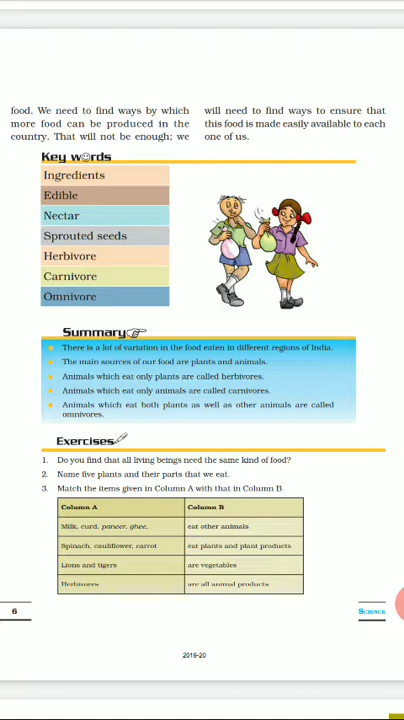 food. We need to find ways by which
more food can be produced in the
country. That will not be enough; we
will need to find ways to ensure that
this food is made easily available to each
one of us.
Key words
Ingredients
Edible
Nectar
Sprouted seeds
Herbivore
Carnivore
Omnivore
Summary
There is a lot of variation in the food eaten in different regions of India.
The main sources of our food are plants and animals.
Animals which eat only plants are called herbivores.
Animals which eat only animals are called carnivores.
Animals which eat both plants as well as other animals are called
omnivores.
Exercises
1. Do you find that all living beings need the same kind of food?
2. Name five plants and their parts that we eat.
3. Match the items given in Column A with that in Column B
Column A Column B
Milk, curd, paneer, ghee, eat other animals
Spinach, cauliflower, carrot eat plants and plant products
Lions and tigers are vegetables
Herbivores are all animal products
6 SCIENCE
2019-20